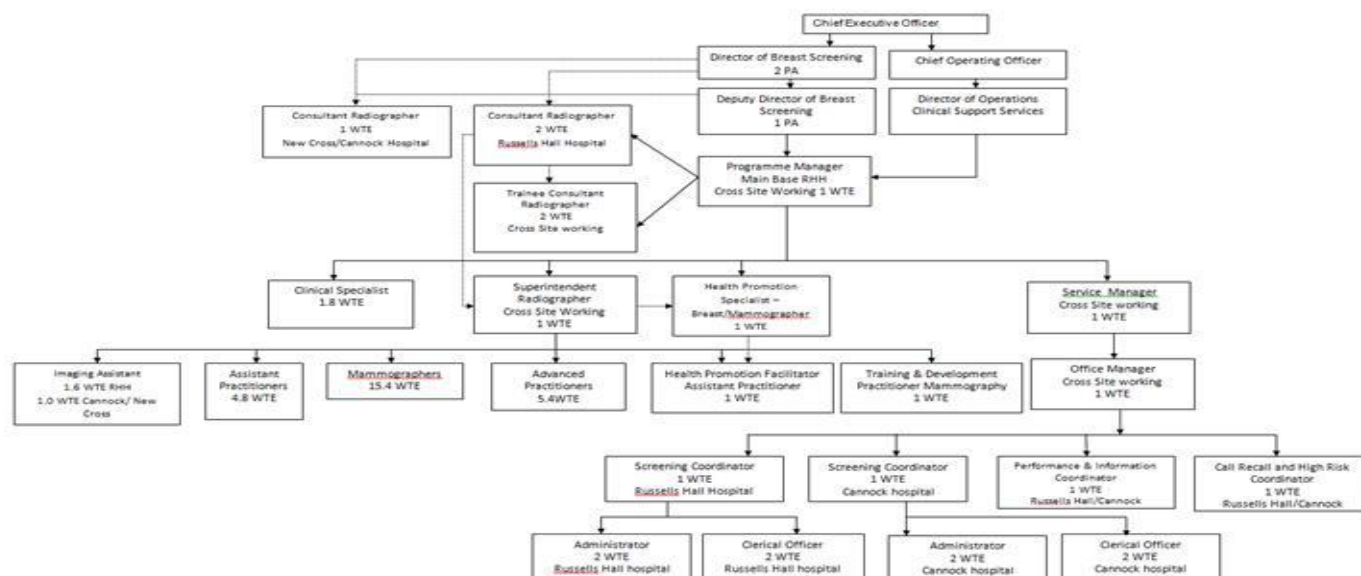 Chief Executive Officer
Director of Breast Screening
2 PA
Chief Operating Officer
Consultant Radiographer
1 WTE
New Cross/Cannock Hospital
Consultant Radiographer
2 WTE
Russells Hall Hospital
Deputy Director of Breast
Screening
1 PA
Director of Operations
Clinical Support Services
Programme Manager
Main Base RHH
Cross Site Working 1 WTE
Trainee Consultant
Radiographer
2 WTE
Cross Site working
Clinical Specialist
1.8 WTE
Superintendent
Radiographer
Cross Site Working
1 WTE
Health Promotion
Specialist –
Breast/Mammographer
1 WTE
Service Manager
Cross Site working
1 WTE
Imaging Assistant
1.6 WTE RHH
1.0 WTE Cannock/ New
Cross
Assistant
Practitioners
4.8 WTE
Mammographers
15.4 WTE
Advanced
Practitioners
5.4WTE
Health Promotion Facilitator
Assistant Practitioner
1 WTE
Training & Development
Practitioner Mammography
1 WTE
Office Manager
Cross Site working
1 WTE
Screening Coordinator
1 WTE
Russells Hall Hospital
Screening Coordinator
1 WTE
Cannock hospital
Performance & Information
Coordinator
1 WTE
Russells Hall/Cannock
Call Recall and High Risk
Coordinator
1 WTE
Russells Hall/Cannock
Administrator
2 WTE
Russells Hall hospital
Clerical Officer
2 WTE
Russells Hall hospital
Administrator
2 WTE
Cannock hospital
Clerical Officer
2 WTE
Cannock hospital